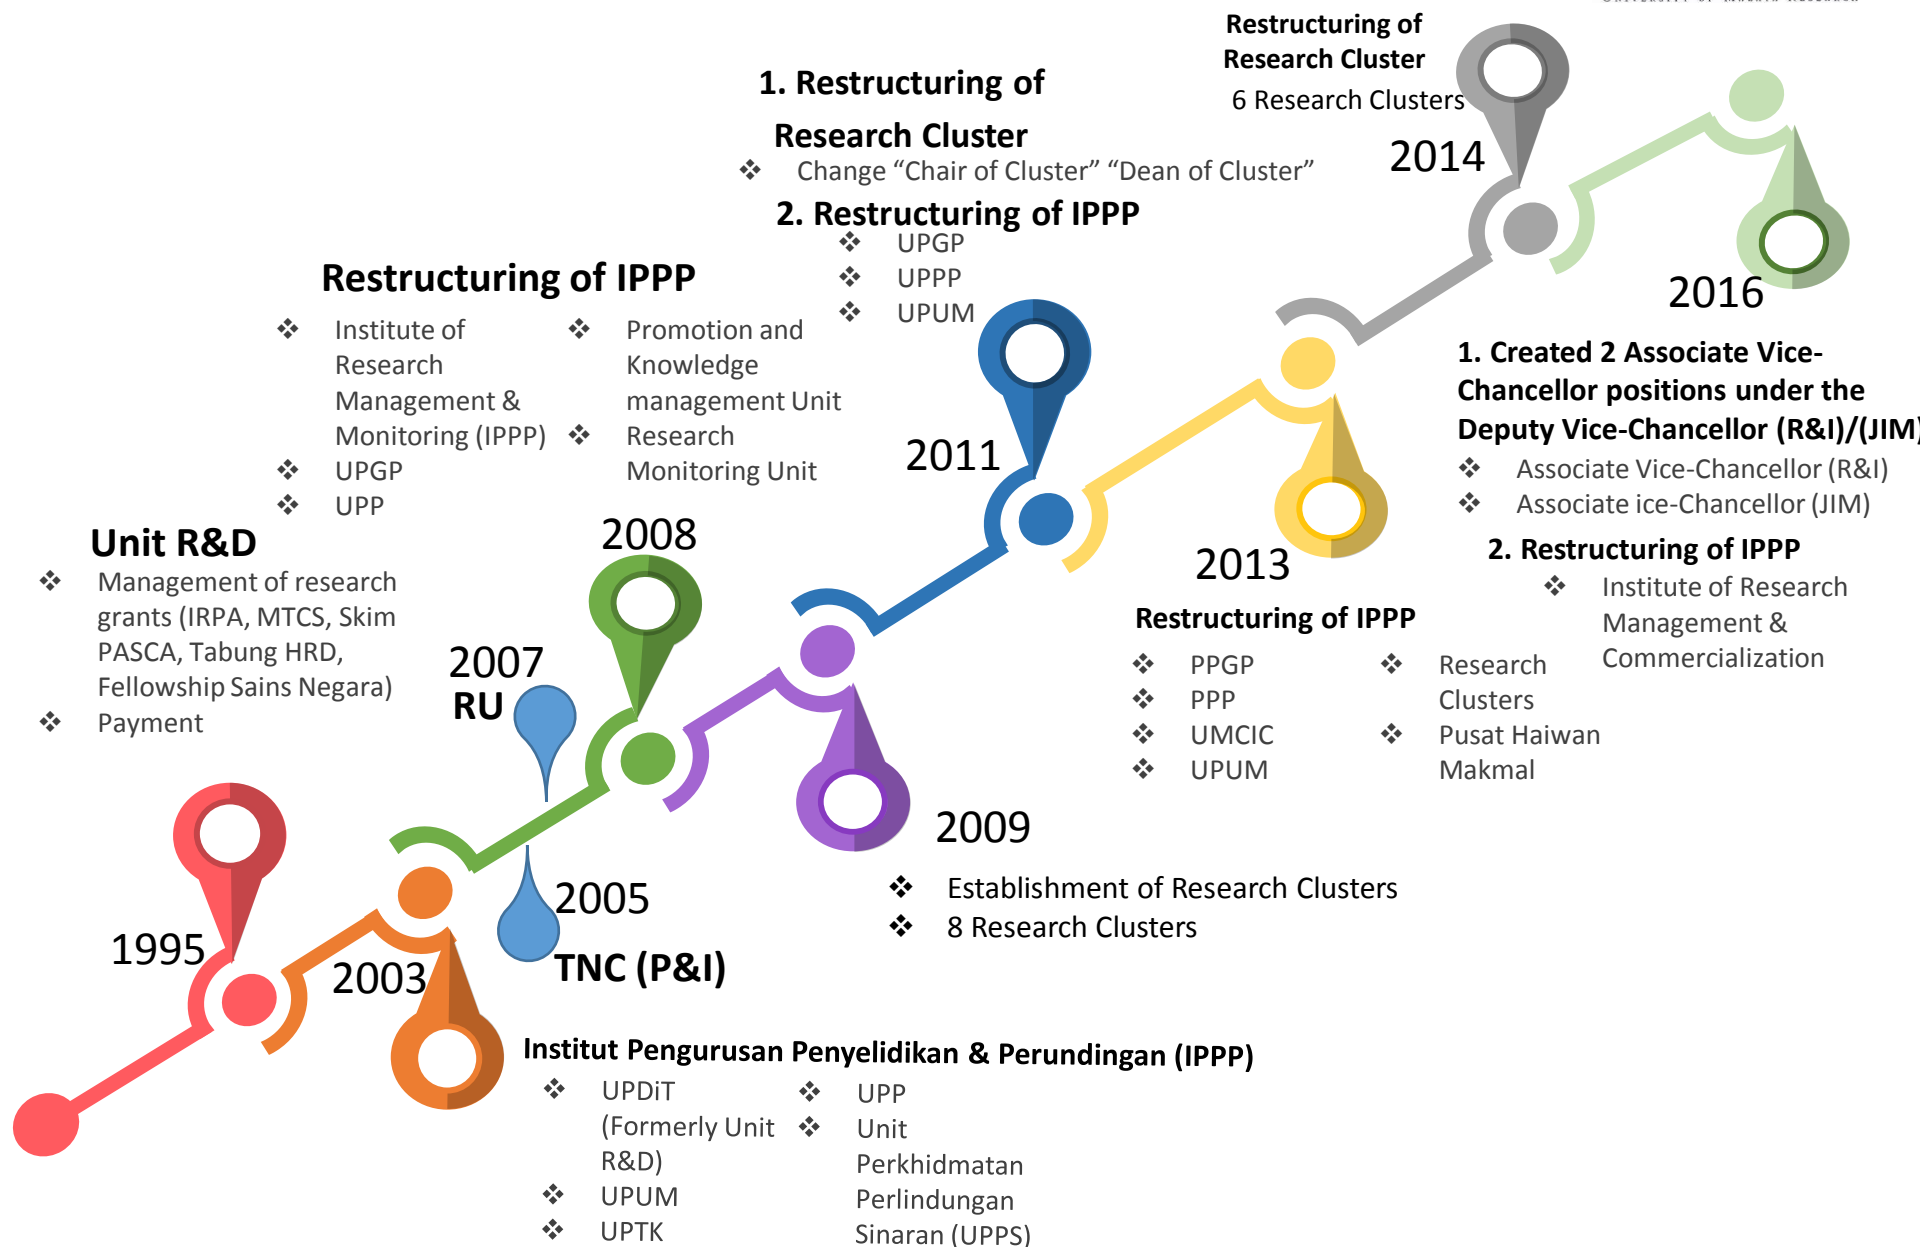 Restructuring of
Research Cluster
6 Research Clusters
2014
1. Restructuring of
Research Cluster
❖ Change “Chair of Cluster” “Dean of Cluster”
2. Restructuring of IPPP
❖ UPGP
❖ UPPP
❖ UPUM
2011
Restructuring of IPPP
❖ Institute of
Research
Management &
Monitoring (IPPP)
❖ UPGP
❖ UPP
❖ Promotion and
Knowledge
management Unit
❖ Research
Monitoring Unit
2008
Unit R&D
❖ Management of research
grants (IRPA, MTCS, Skim
PASCA, Tabung HRD,
Fellowship Sains Negara)
❖ Payment
1995
2007
RU
2016
1. Created 2 Associate Vice-
Chancellor positions under the
Deputy Vice-Chancellor (R&I)/(JIM)
❖ Associate Vice-Chancellor (R&I)
❖ Associate ice-Chancellor (JIM)
2. Restructuring of IPPP
❖ Institute of Research
Management &
Commercialization
2013
Restructuring of IPPP
❖ PPGP
❖ PPP
❖ UMCIC
❖ UPUM
❖ Research
Clusters
❖ Pusat Haiwan
Makmal
2009
❖ Establishment of Research Clusters
❖ 8 Research Clusters
2005
TNC (P&I)
2003
Institut Pengurusan Penyelidikan & Perundingan (IPPP)
❖ UPDiT
(Formerly Unit
R&D)
❖ UPUM
❖ UPTK
❖ UPP
❖ Unit
Perkhidmatan
Perlindungan
Sinaran (UPPS)